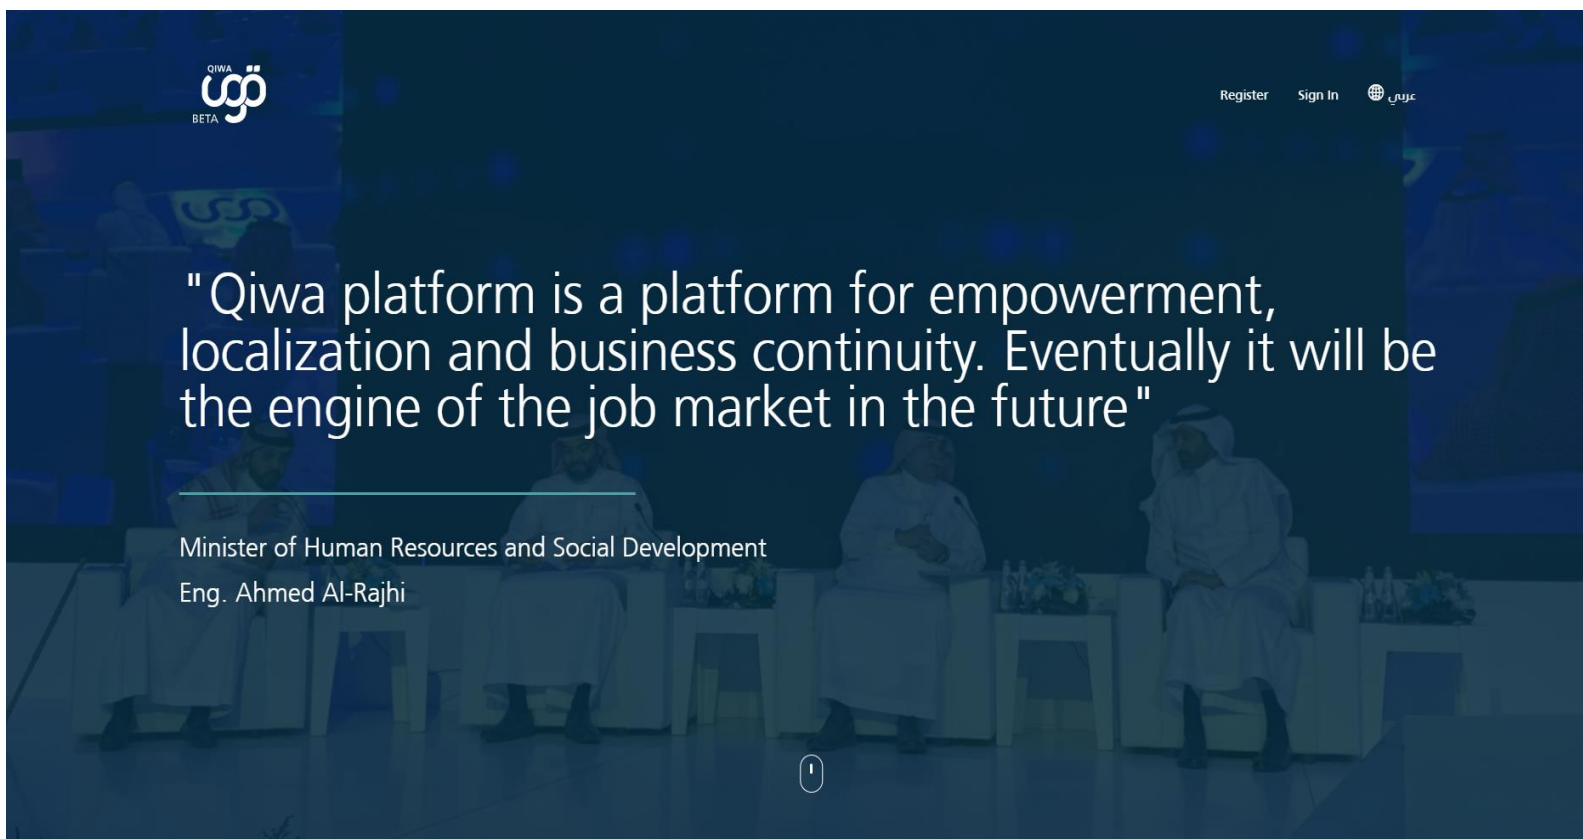 QIWA
قوى
BETA
Register Sign In عربي
قوى
"Qiwa platform is a platform for empowerment,
localization and business continuity. Eventually it will be
the engine of the job market in the future"
Minister of Human Resources and Social Development
Eng. Ahmed Al-Rajhi